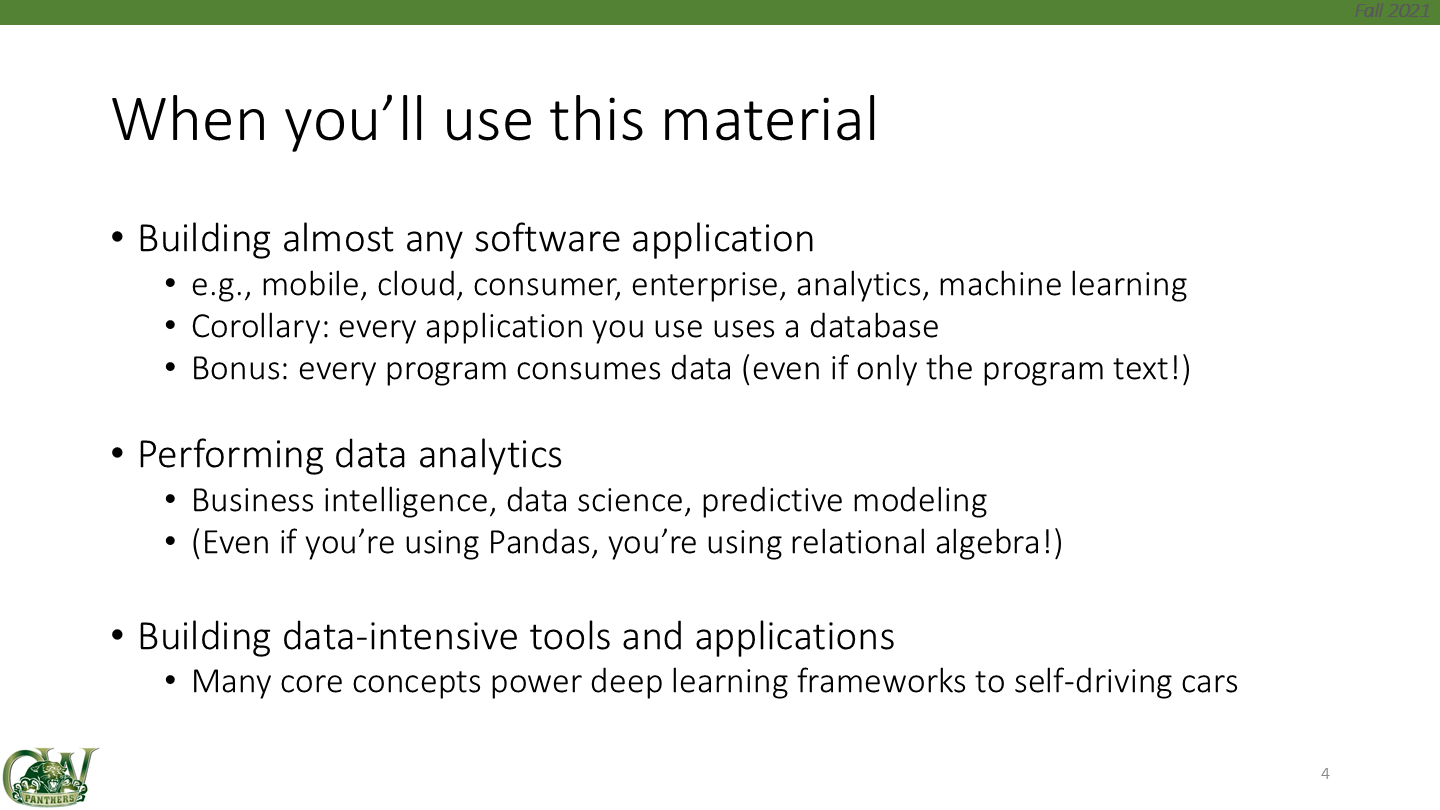 Fall 2021
When you’ll use this material
• Building almost any software application
• e.g., mobile, cloud, consumer, enterprise, analytics, machine learning
• Corollary: every application you use uses a database
• Bonus: every program consumes data (even if only the program text!)
• Performing data analytics
• Business intelligence, data science, predictive modeling
• (Even if you’re using Pandas, you’re using relational algebra!)
• Building data-intensive tools and applications
• Many core concepts power deep learning frameworks to self-driving cars
OW
PANTHERS
4